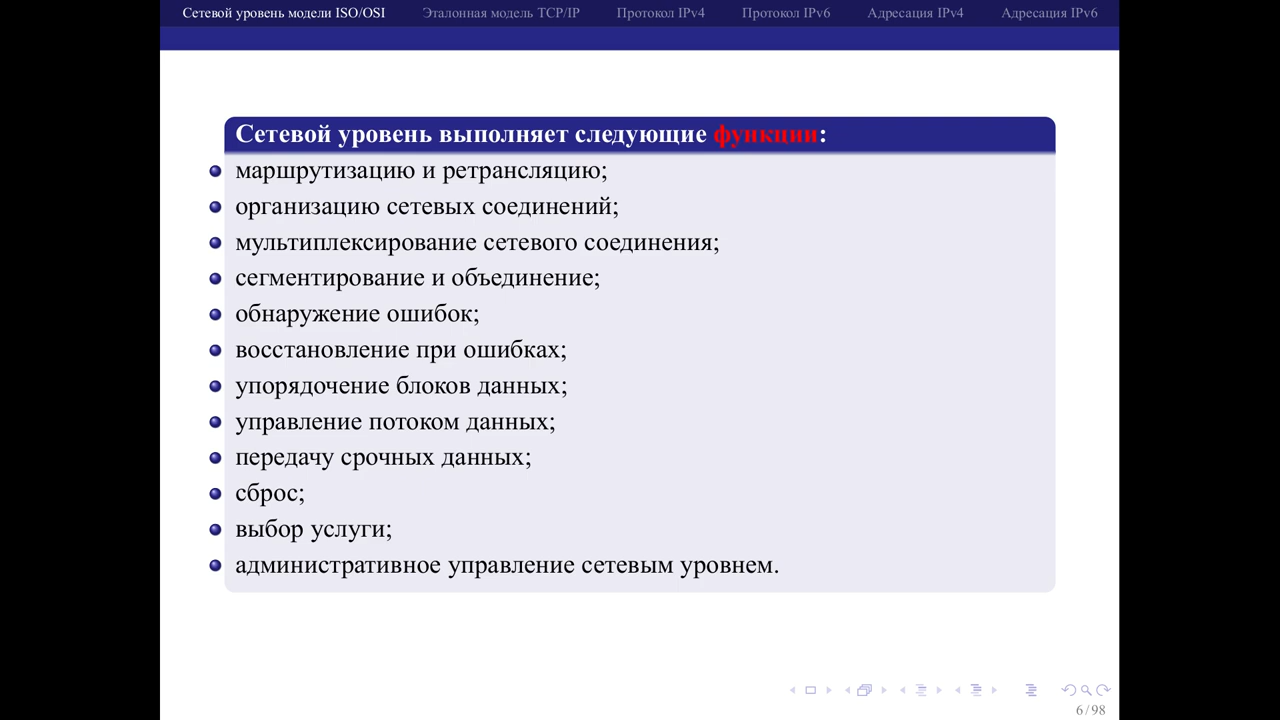 Сетевой уровень модели ISO/OSI Эталонная модель TCP/IP Протокол IPv4 Протокол IPv6 Адресация IPv4 Адресация IPv6
Сетевой уровень выполняет следующие функции:
маршрутизацию и ретрансляцию;
организацию сетевых соединений;
мультиплексирование сетевого соединения;
сегментирование и объединение;
обнаружение ошибок;
восстановление при ошибках;
упорядочение блоков данных;
управление потоком данных;
передачу срочных данных;
сброс;
выбор услуги;
административное управление сетевым уровнем.
6 / 98